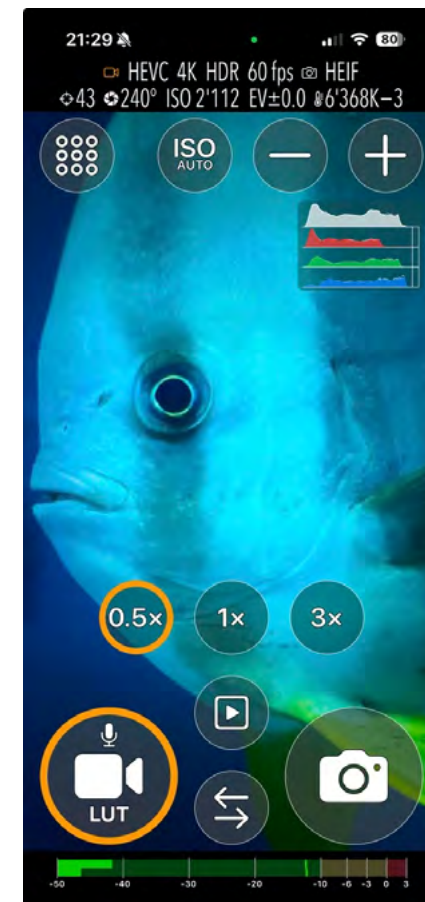 21:29 80
HEVC 4K HDR 60 fps HEIF
43 240° ISO 2'112 EV±0.0 6'368K−3
ISO
AUTO
0.5× 1× 3×
LUT
-50 -40 -30 -20 -10 -6 -3 0 3